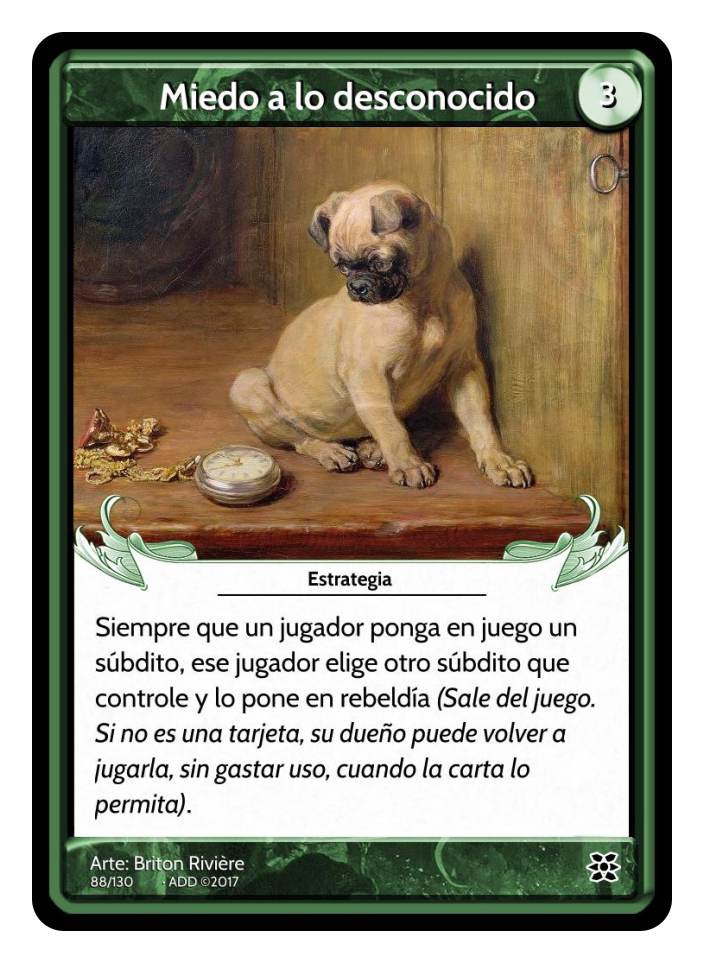 Miedo a lo desconocido
3
Estrategia
Siempre que un jugador ponga en juego un
súbdito, ese jugador elige otro súbdito que
controle y lo pone en rebeldía (Sale del juego.
Si no es una tarjeta, su dueño puede volver a
jugarla, sin gastar uso, cuando la carta lo
permita).
Arte: Briton Rivière
88/130 · ADD ©2017